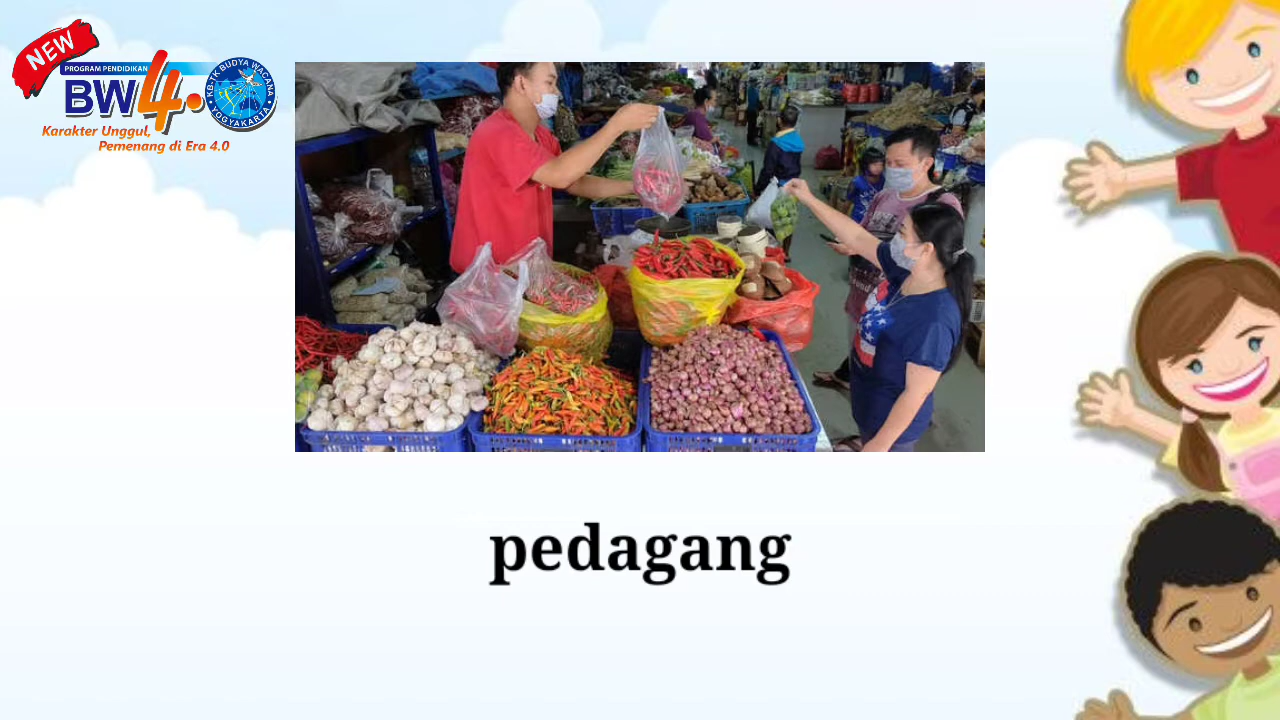 NEW
PROGRAM PENDIDIKAN
BW4.0
KB-TK BUDYA WACANA
YOGYAKARTA
Karakter Unggul,
Pemenang di Era 4.0
pedagang